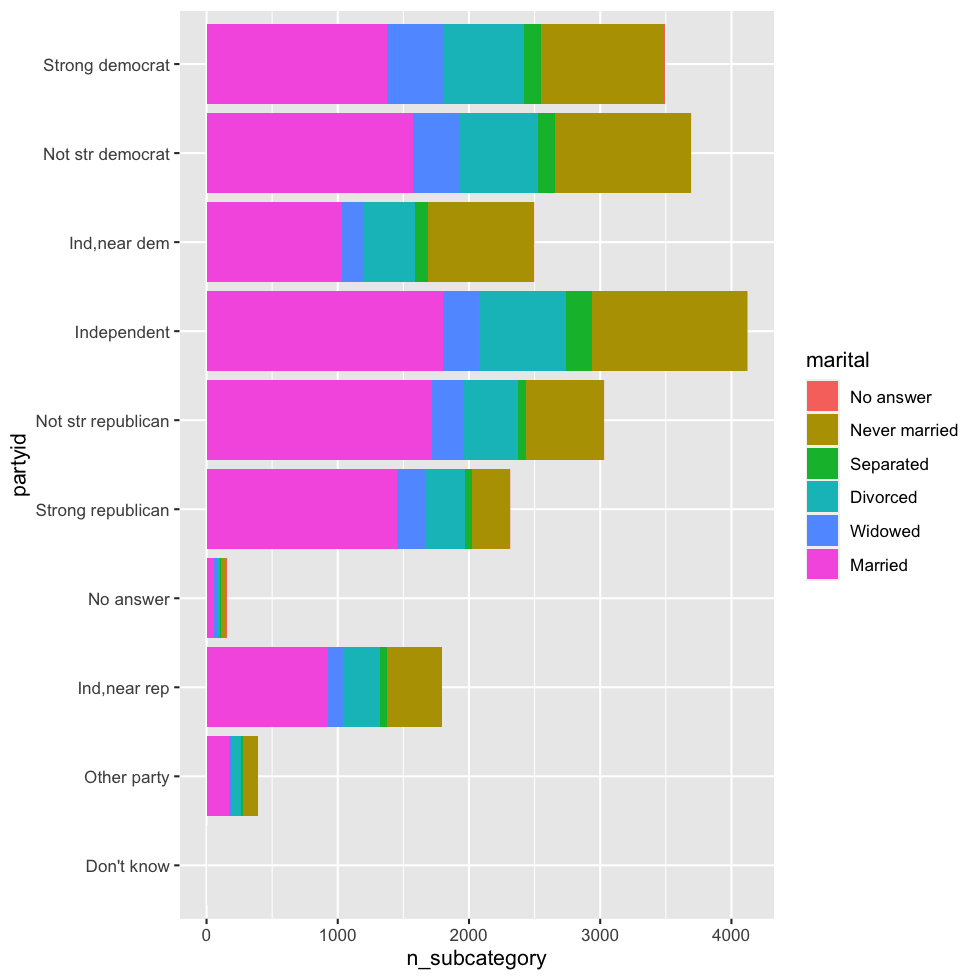 Strong democrat
Not str democrat
Ind,near dem
Independent
Not str republican
Strong republican
No answer
Ind,near rep
Other party
Don't know
partyid
0 1000 2000 3000 4000
n_subcategory
marital
No answer
Never married
Separated
Divorced
Widowed
Married